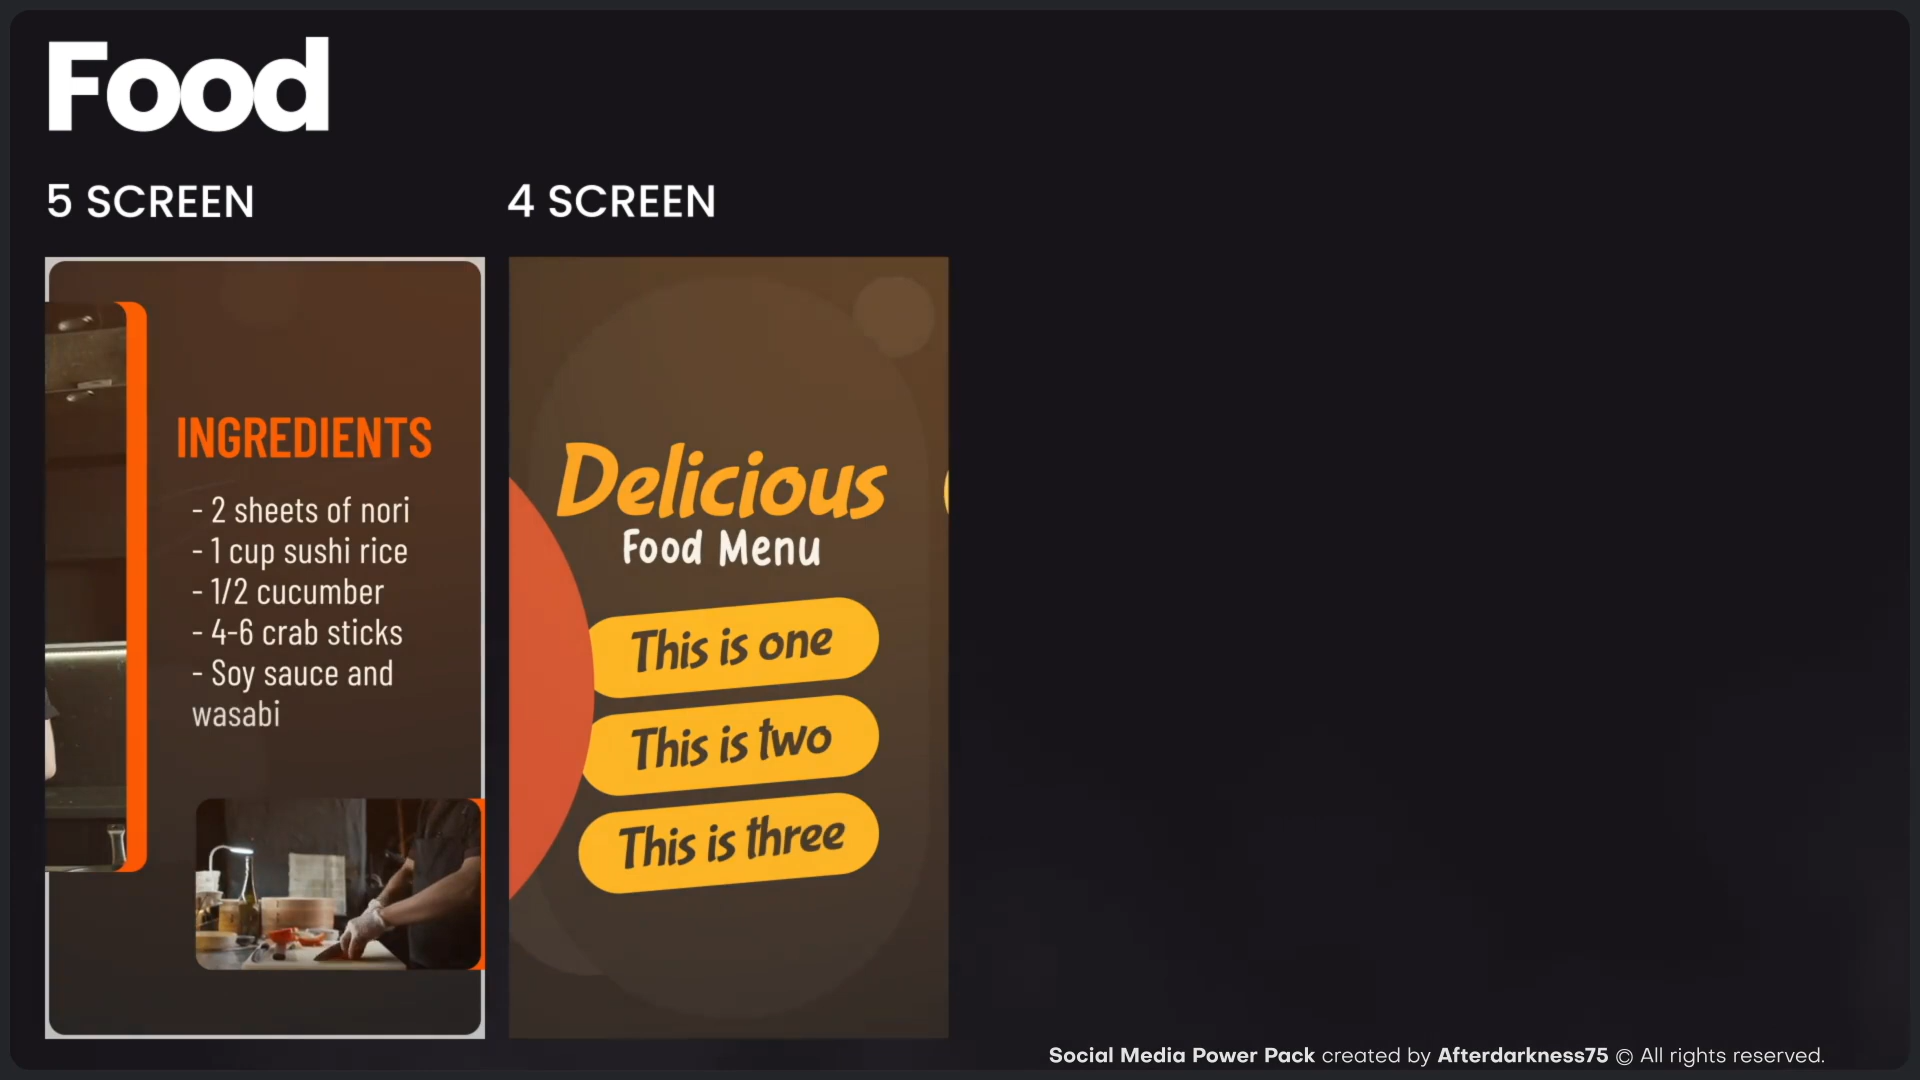 Food
5 SCREEN
4 SCREEN
INGREDIENTS
- 2 sheets of nori
- 1 cup sushi rice
- 1/2 cucumber
- 4-6 crab sticks
- Soy sauce and
wasabi
Delicious
Food Menu
This is one
This is two
This is three
Social Media Power Pack created by Afterdarkness75 © All rights reserved.